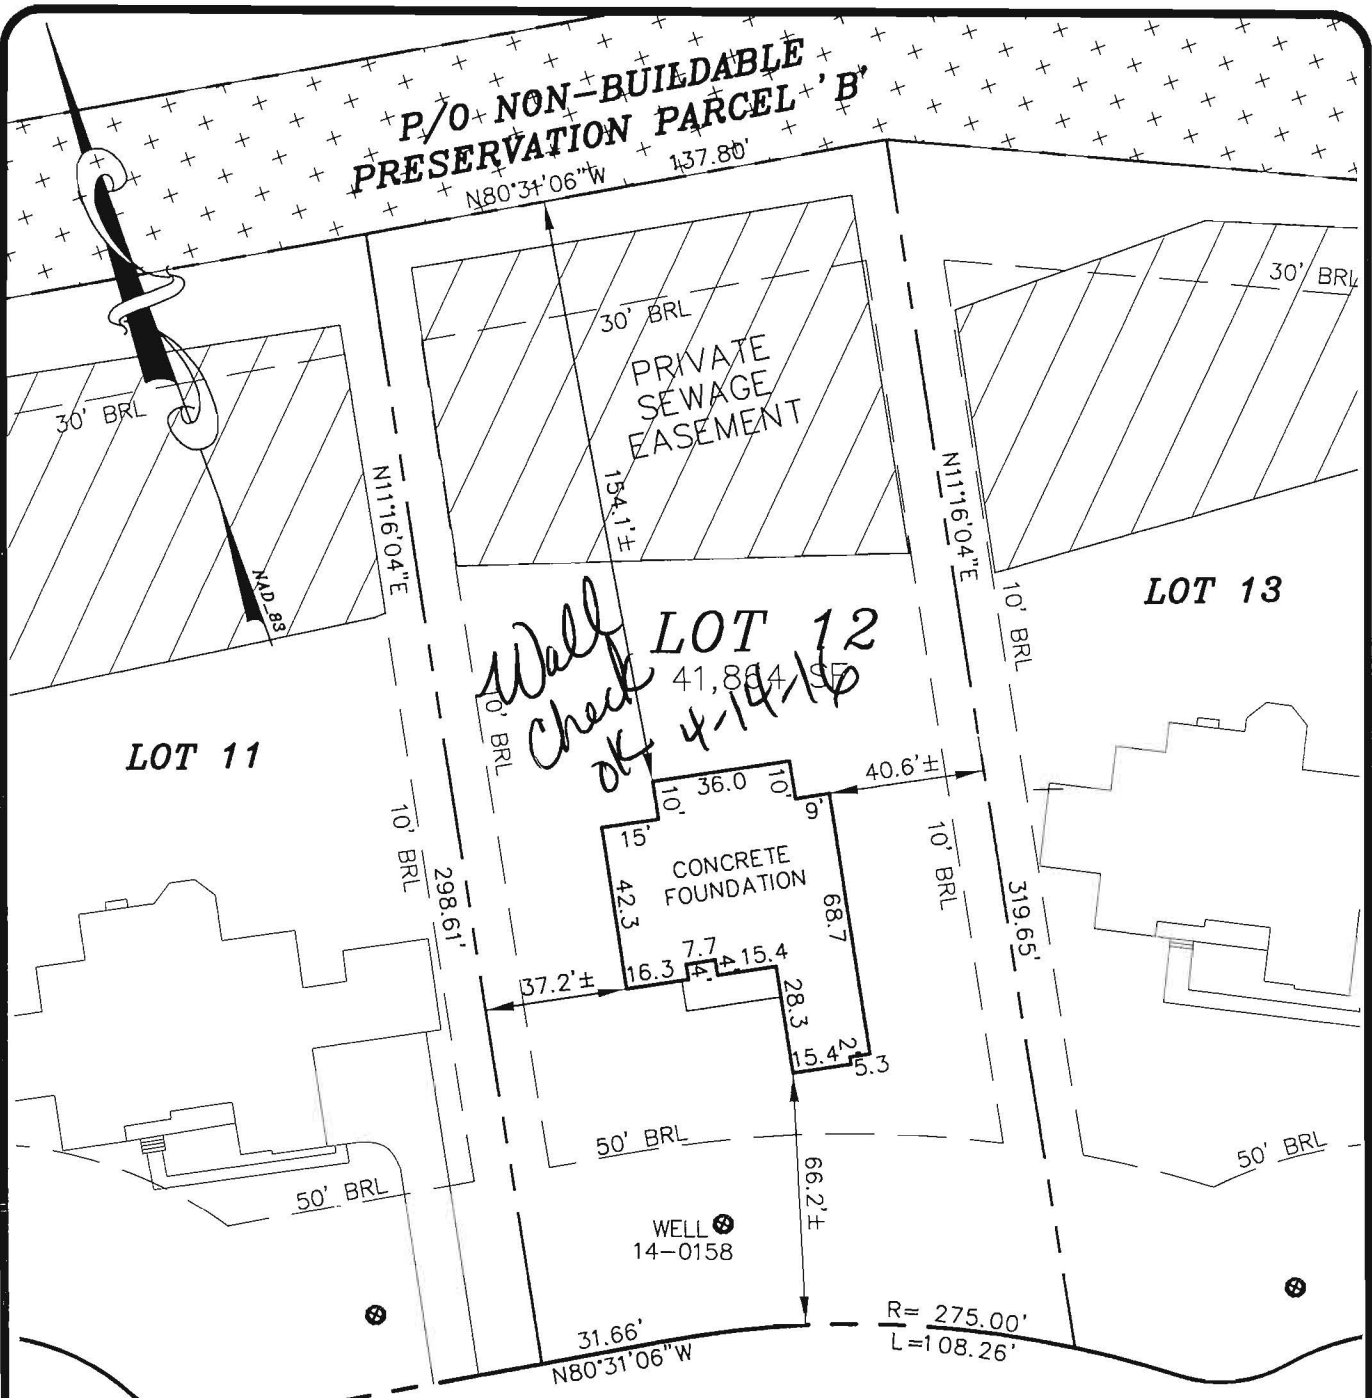 P/O NON-BUILDABLE
PRESERVATION PARCEL 'B'
N80°31'06"W
137.80'
30' BRL
30' BRL
30' BRL
PRIVATE
SEWAGE
EASEMENT
154.1'±
N11°16'04"E
N11°16'04"E
NAD 83
LOT 12
41,864 SF
LOT 13
LOT 11
Wall
Check
OK 4-14-16
10' BRL
10' BRL
10' BRL
10' BRL
36.0
10'
10'
9'
15'
40.6'±
CONCRETE
FOUNDATION
42.3
68.7
298.61'
319.65'
37.2'±
16.3
7.7
4'
4'
15.4
28.3
15.4
2'
5.3
50' BRL
50' BRL
50' BRL
66.2'±
WELL
14-0158
31.66'
N80°31'06"W
R= 275.00'
L=108.26'